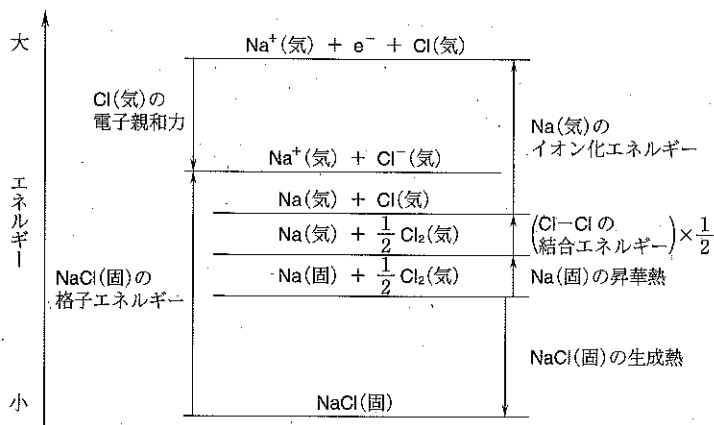 大
エネルギー
小
Na⁺(気) + e⁻ + Cl(気)
Cl(気)の
電子親和力
Na(気)の
イオン化エネルギー
Na⁺(気) + Cl⁻(気)
Na(気) + Cl(気)
Na(気) + 1/2 Cl₂(気)
(Cl−Clの
結合エネルギー) × 1/2
Na(固) + 1/2 Cl₂(気)
Na(固)の昇華熱
NaCl(固)の
格子エネルギー
NaCl(固)の生成熱
NaCl(固)